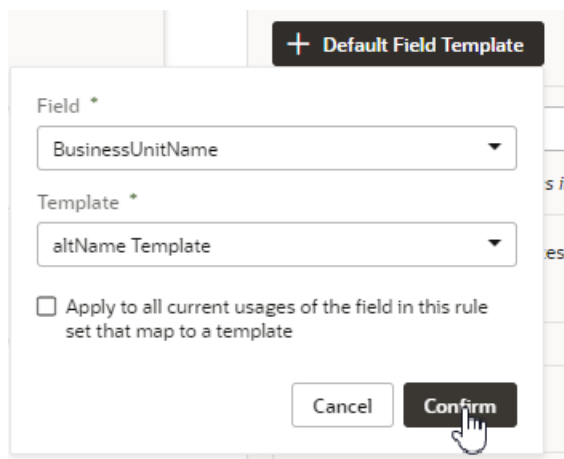 + Default Field Template
Field *
BusinessUnitName
Template *
altName Template
Apply to all current usages of the field in this rule
set that map to a template
Cancel Confirm
s i
es